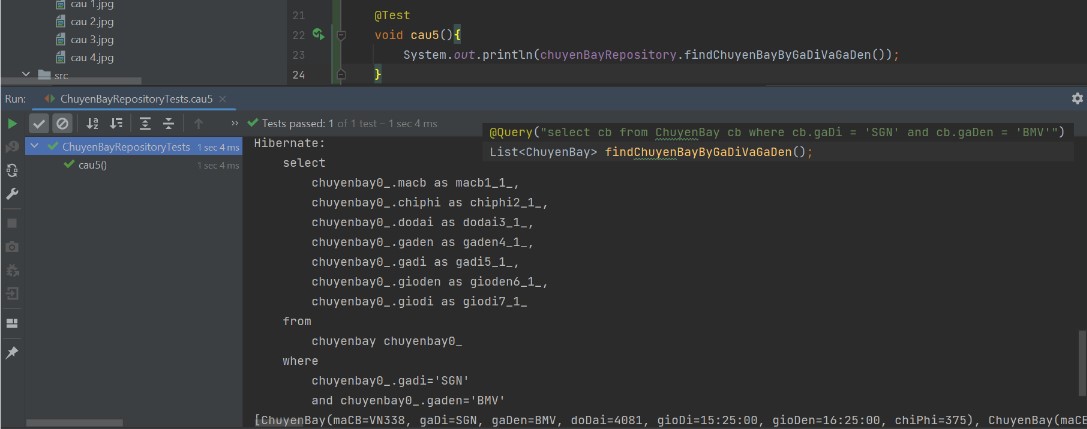 cau 1.jpg
cau 2.jpg
cau 3.jpg
cau 4.jpg
src
21 @Test
22 void cau5(){
23 System.out.println(chuyenBayRepository.findChuyenBayByGaDiVaGaDen());
24 }
Run: ChuyenBayRepositoryTests.cau5 ×
» Tests passed: 1 of 1 test – 1 sec 4 ms
ChuyenBayRepositoryTests 1 sec 4 ms
cau5() 1 sec 4 ms
@Query("select cb from ChuyenBay cb where cb.gaDi = 'SGN' and cb.gaDen = 'BMV'")
List<ChuyenBay> findChuyenBayByGaDiVaGaDen();
Hibernate:
select
chuyenbay0_.macb as macb1_1_,
chuyenbay0_.chiphi as chiphi2_1_,
chuyenbay0_.dodai as dodai3_1_,
chuyenbay0_.gaden as gaden4_1_,
chuyenbay0_.gadi as gadi5_1_,
chuyenbay0_.gioden as gioden6_1_,
chuyenbay0_.giodi as giodi7_1_
from
chuyenbay chuyenbay0_
where
chuyenbay0_.gadi='SGN'
and chuyenbay0_.gaden='BMV'
[ChuyenBay(maCB=VN338, gaDi=SGN, gaDen=BMV, doDai=4081, gioDi=15:25:00, gioDen=16:25:00, chiPhi=375), ChuyenBay(maCB